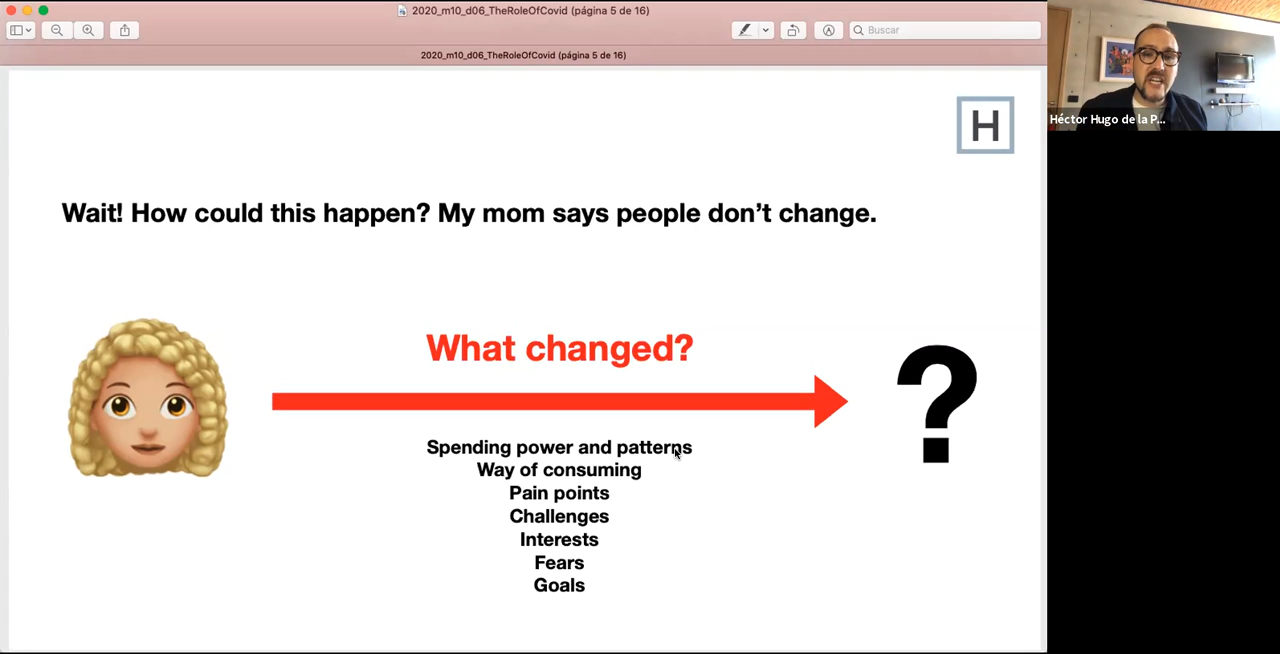 2020_m10_d06_TheRoleOfCovid (página 5 de 16)
Buscar
2020_m10_d06_TheRoleOfCovid (página 5 de 16)
H
Héctor Hugo de la P...
Wait! How could this happen? My mom says people don’t change.
What changed?
?
Spending power and patterns
Way of consuming
Pain points
Challenges
Interests
Fears
Goals